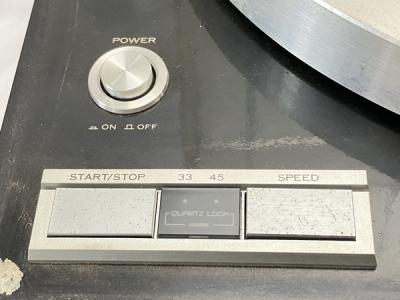 POWER
ON OFF
START/STOP 33 45 SPEED
QUARTZ LOCK